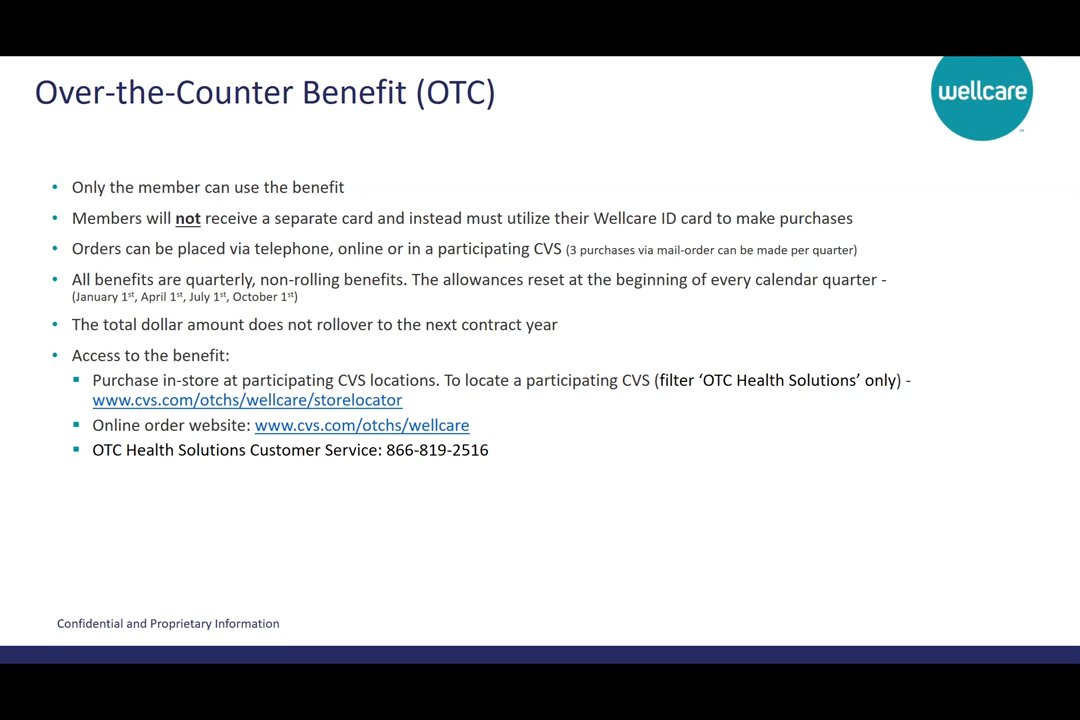 Over-the-Counter Benefit (OTC)
wellcare
™
• Only the member can use the benefit
• Members will not receive a separate card and instead must utilize their Wellcare ID card to make purchases
• Orders can be placed via telephone, online or in a participating CVS (3 purchases via mail-order can be made per quarter)
• All benefits are quarterly, non-rolling benefits. The allowances reset at the beginning of every calendar quarter -
(January 1st, April 1st, July 1st, October 1st)
• The total dollar amount does not rollover to the next contract year
• Access to the benefit:
▪ Purchase in-store at participating CVS locations. To locate a participating CVS (filter ‘OTC Health Solutions’ only) -
www.cvs.com/otchs/wellcare/storelocator
▪ Online order website: www.cvs.com/otchs/wellcare
▪ OTC Health Solutions Customer Service: 866-819-2516
Confidential and Proprietary Information